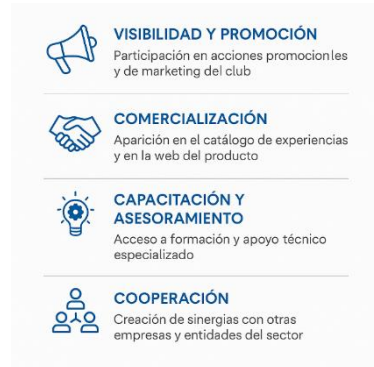 VISIBILIDAD Y PROMOCIÓN
Participación en acciones promocionles
y de marketing del club
COMERCIALIZACIÓN
Aparición en el catálogo de experiencias
y en la web del producto
CAPACITACIÓN Y
ASESORAMIENTO
Acceso a formación y apoyo técnico
especializado
COOPERACIÓN
Creación de sinergias con otras
empresas y entidades del sector